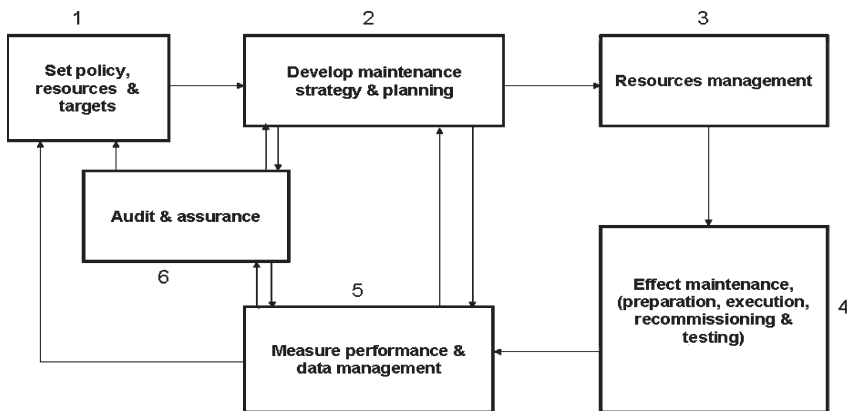 1
2
3
Set policy,
resources & 
targets
Develop maintenance
strategy & planning
Resources management
Audit & assurance
6
5
Effect maintenance,
(preparation, execution,
recommissioning &
testing)
4
Measure performance &
data management